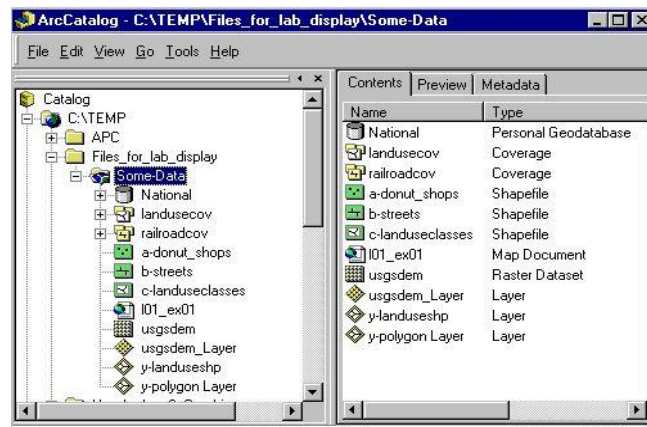 ArcCatalog - C:\TEMP\Files_for_lab_display\Some-Data
File Edit View Go Tools Help
Catalog
C:\TEMP
APC
Files_for_lab_display
Some-Data
National
landusecov
railroadcov
a-donut_shops
b-streets
c-landuseclasses
l01_ex01
usgsdem
usgsdem_Layer
y-landuseshp
y-polygon Layer
Contents Preview Metadata
Name Type
National Personal Geodatabase
landusecov Coverage
railroadcov Coverage
a-donut_shops Shapefile
b-streets Shapefile
c-landuseclasses Shapefile
l01_ex01 Map Document
usgsdem Raster Dataset
usgsdem_Layer Layer
y-landuseshp Layer
y-polygon Layer Layer